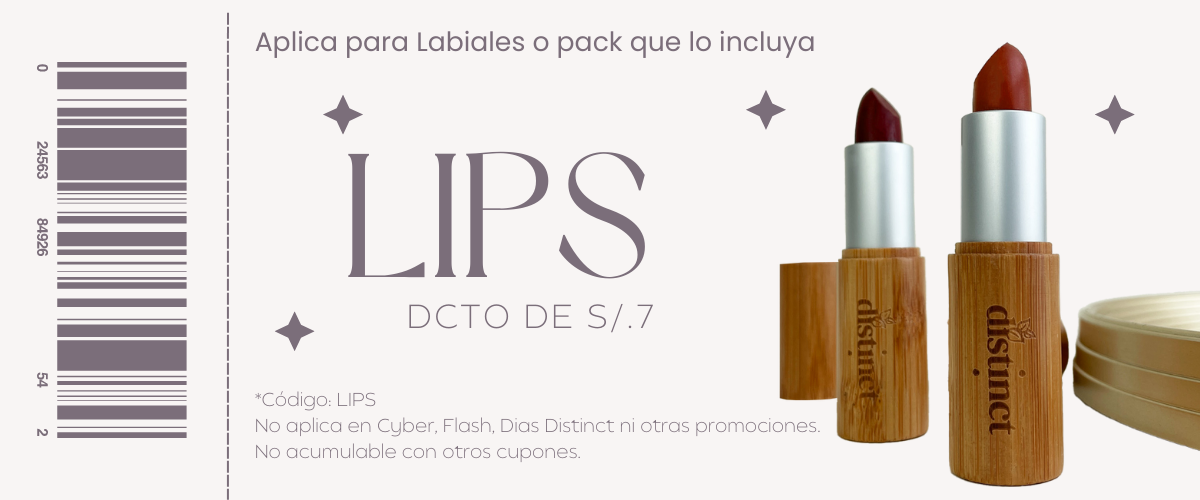 0
24563
84926
54
2
Aplica para Labiales o pack que lo incluya
LIPS
DCTO DE S/.7
*Código: LIPS
No aplica en Cyber, Flash, Dias Distinct ni otras promociones.
No acumulable con otros cupones.
distinct
distinct